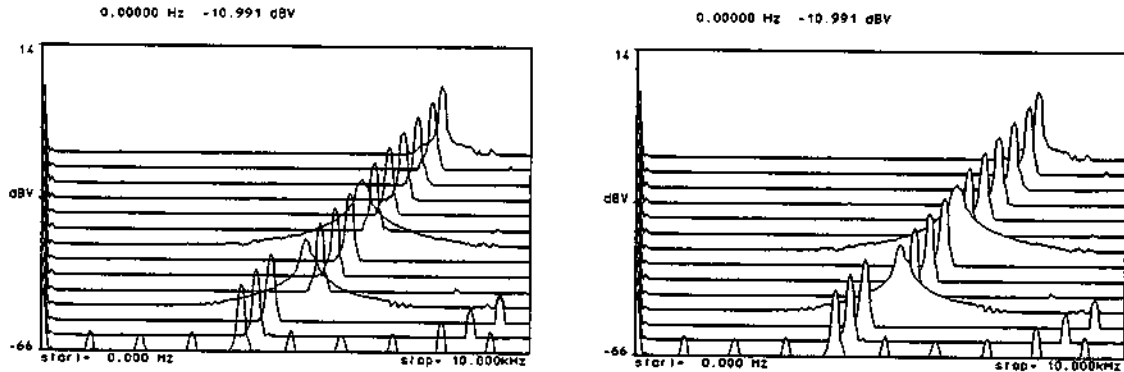 0.00000 Hz -10.991 dBV
14
dBV
-66
start= 0.000 Hz
stop= 10.000kHz
0.00000 Hz -10.991 dBV
14
dBV
-66
start= 0.000 Hz
stop= 10.000kHz